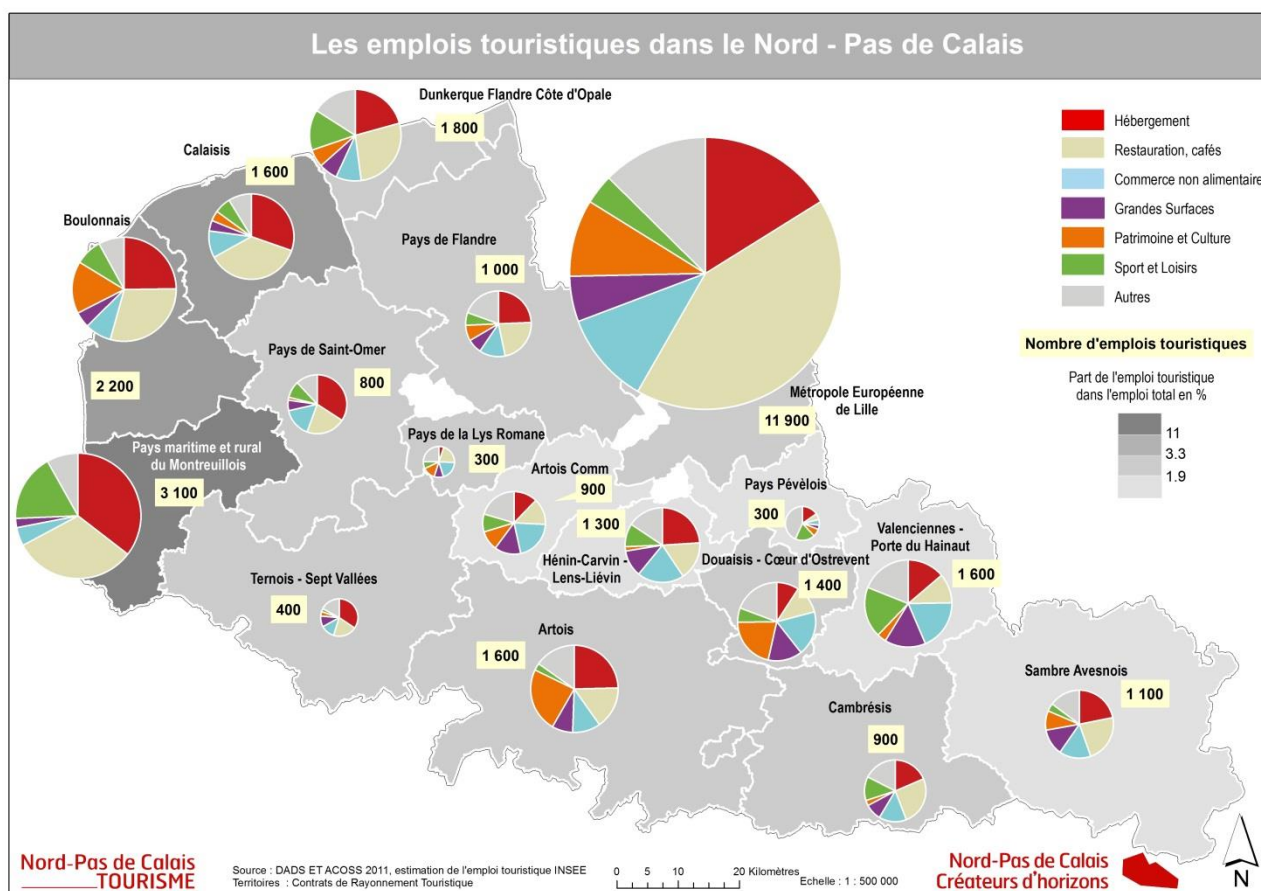 Les emplois touristiques dans le Nord - Pas de Calais
Dunkerque Flandre Côte d'Opale
1 800
Calaisis
1 600
Boulonnais
2 200
Pays de Flandre
1 000
Pays de Saint-Omer
800
Métropole Européenne
de Lille
11 900
Pays maritime et rural
du Montreuillois
3 100
Pays de la Lys Romane
300
Artois Comm
900
1 300
Hénin-Carvin -
Lens-Liévin
Pays Pévèlois
300
Douaisis - Cœur d'Ostrevent
1 400
Valenciennes -
Porte du Hainaut
1 600
Ternois - Sept Vallées
400
Artois
1 600
Cambrésis
900
Sambre Avesnois
1 100
Hébergement
Restauration, cafés
Commerce non alimentaire
Grandes Surfaces
Patrimoine et Culture
Sport et Loisirs
Autres
Nombre d'emplois touristiques
Part de l'emploi touristique
dans l'emploi total en %
11
3.3
1.9
Nord-Pas de Calais
TOURISME
Source : DADS ET ACOSS 2011, estimation de l'emploi touristique INSEE
Territoires : Contrats de Rayonnement Touristique
0 5 10 20 Kilomètres
Echelle : 1 : 500 000
Nord-Pas de Calais
Créateurs d'horizons
N